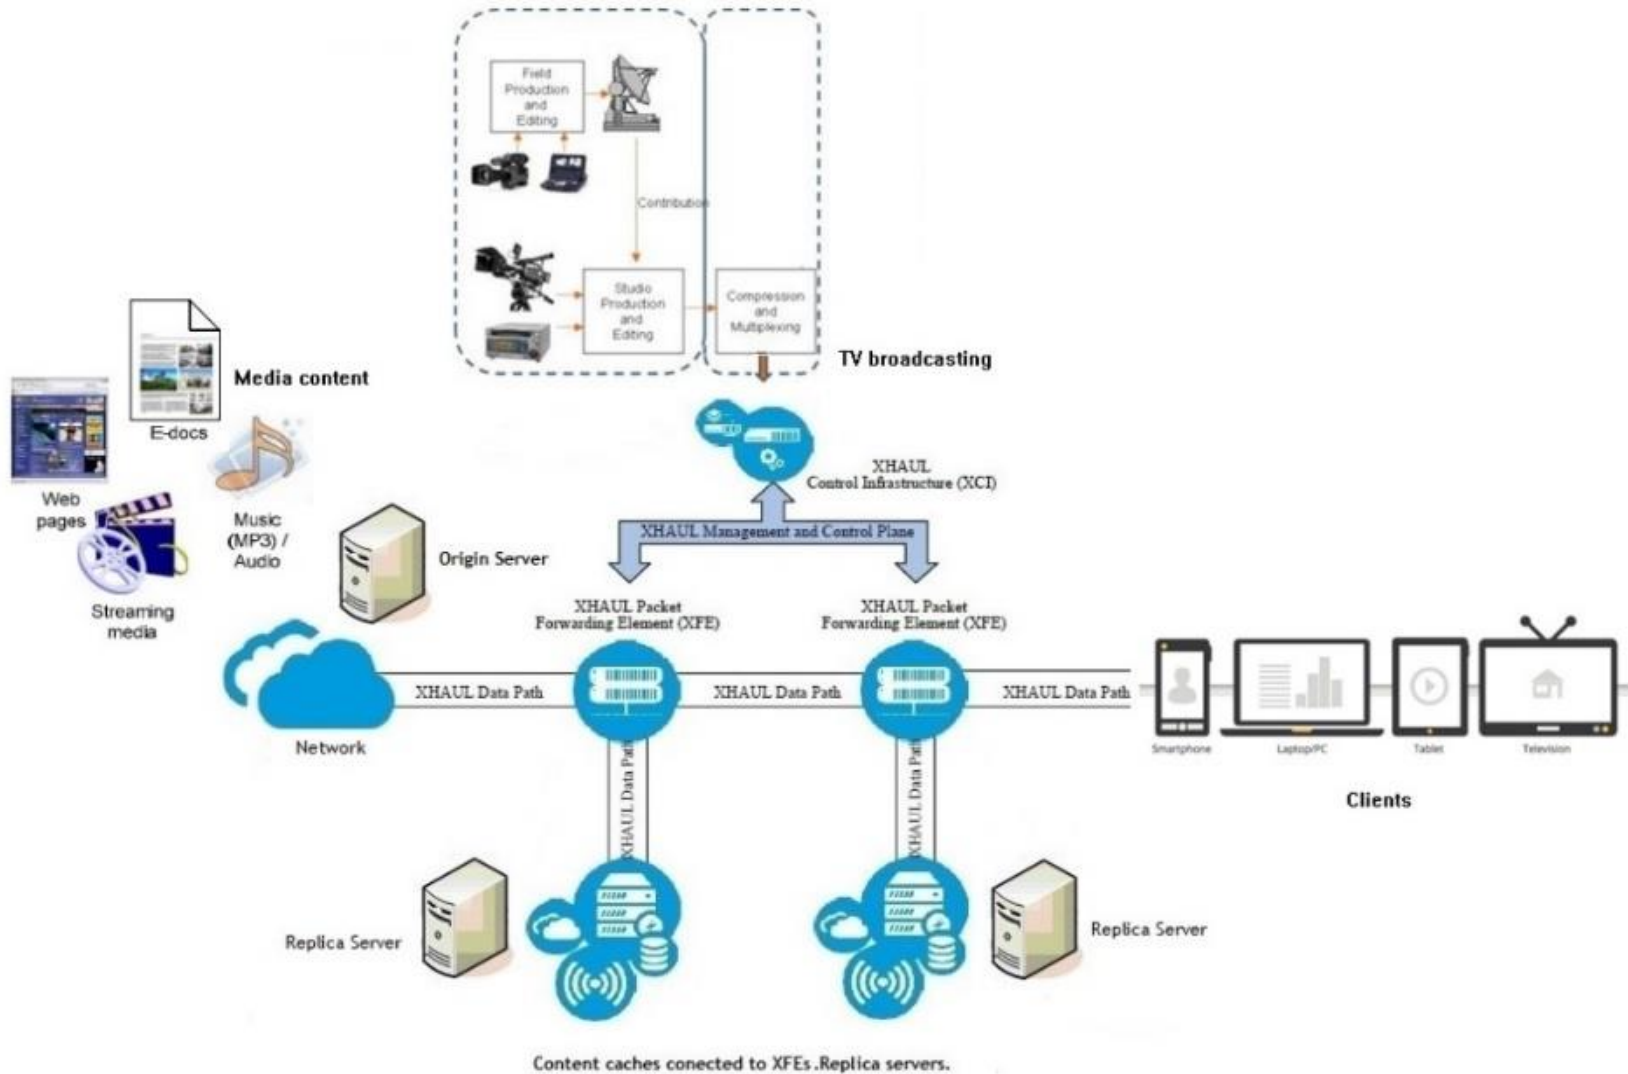 Field
Production
and
Editing
Contribution
Studio
Production
and
Editing
Compression
and
Multiplexing
TV broadcasting
Media content
E-docs
Web
pages
Music
(MP3) /
Audio
Streaming
media
Origin Server
XHAUL
Control Infrastructure (XCI)
XHAUL Management and Control Plane
XHAUL Packet
Forwarding Element (XFE)
XHAUL Packet
Forwarding Element (XFE)
XHAUL Data Path
XHAUL Data Path
XHAUL Data Path
Network
Smartphone
Laptop/PC
Tablet
Television
Clients
XHAUL Data Path
XHAUL Data Path
Replica Server
Replica Server
Content caches conected to XFEs.Replica servers.